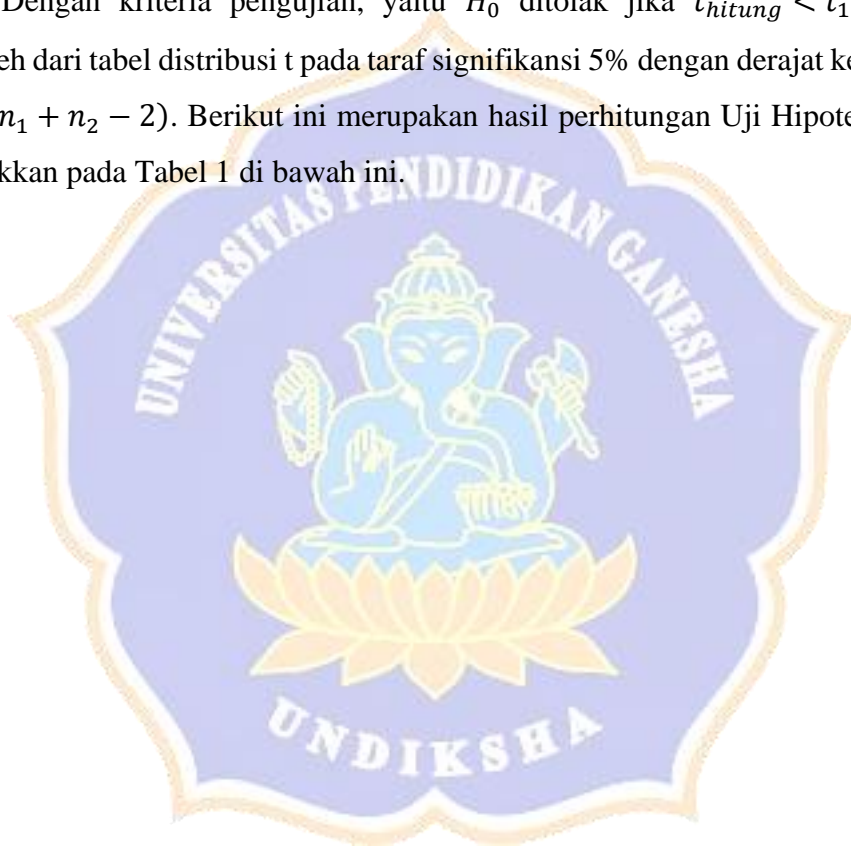 Dengan kriteria pengujian, yaitu H₀ ditolak jika t_hitung < t₁
eh dari tabel distribusi t pada taraf signifikansi 5% dengan derajat ke
n₁ + n₂ − 2). Berikut ini merupakan hasil perhitungan Uji Hipote
kkan pada Tabel 1 di bawah ini.
UNIVERSITAS PENDIDIKAN GANESHA
UNDIKSHA